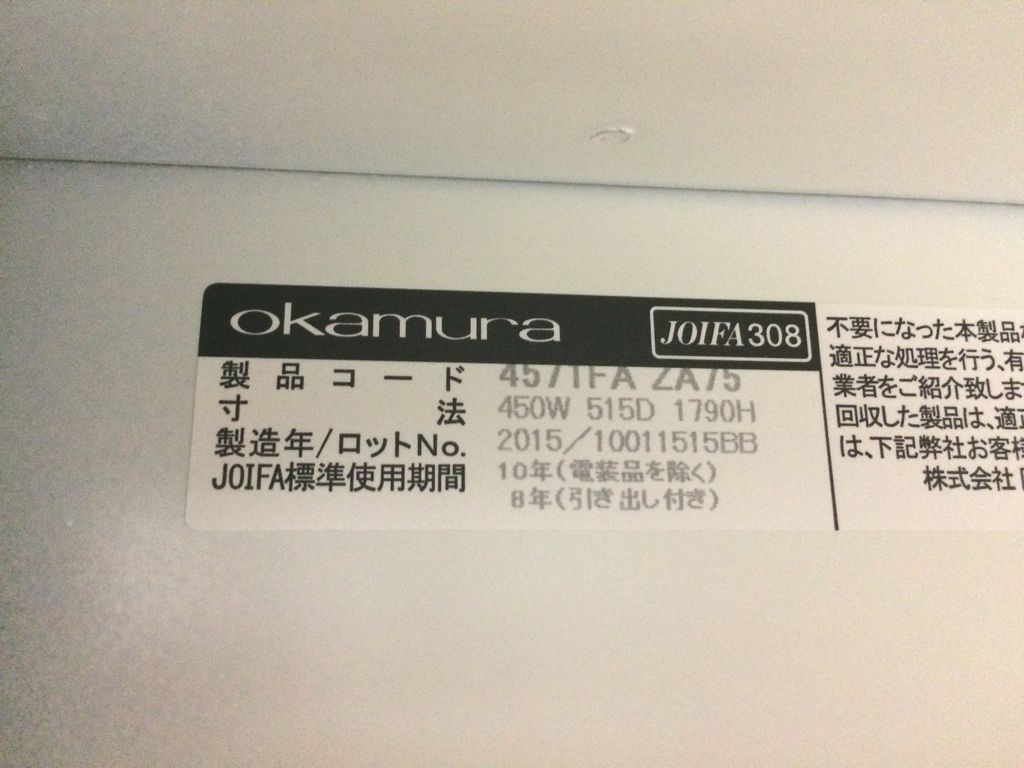 okamura JOIFA308
製品コード 4571FA ZA75
寸法 450W 515D 1790H
製造年/ロットNo. 2015/10011515BB
JOIFA標準使用期間 10年(電装品を除く)
8年(引き出し付き)
不要になった本製品
適正な処理を行う、有
業者をご紹介致しま
回収した製品は、適正
は、下記弊社お客様
株式会社